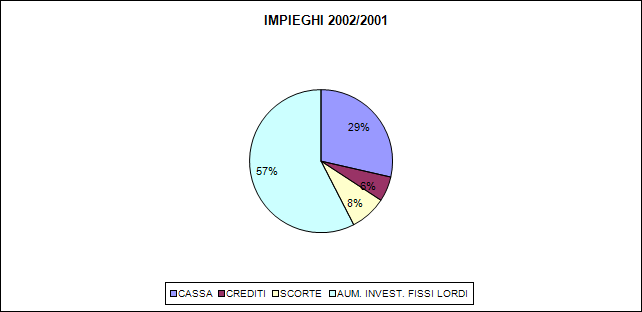 IMPIEGHI 2002/2001
29%
6%
8%
57%
CASSA CREDITI SCORTE AUM. INVEST. FISSI LORDI